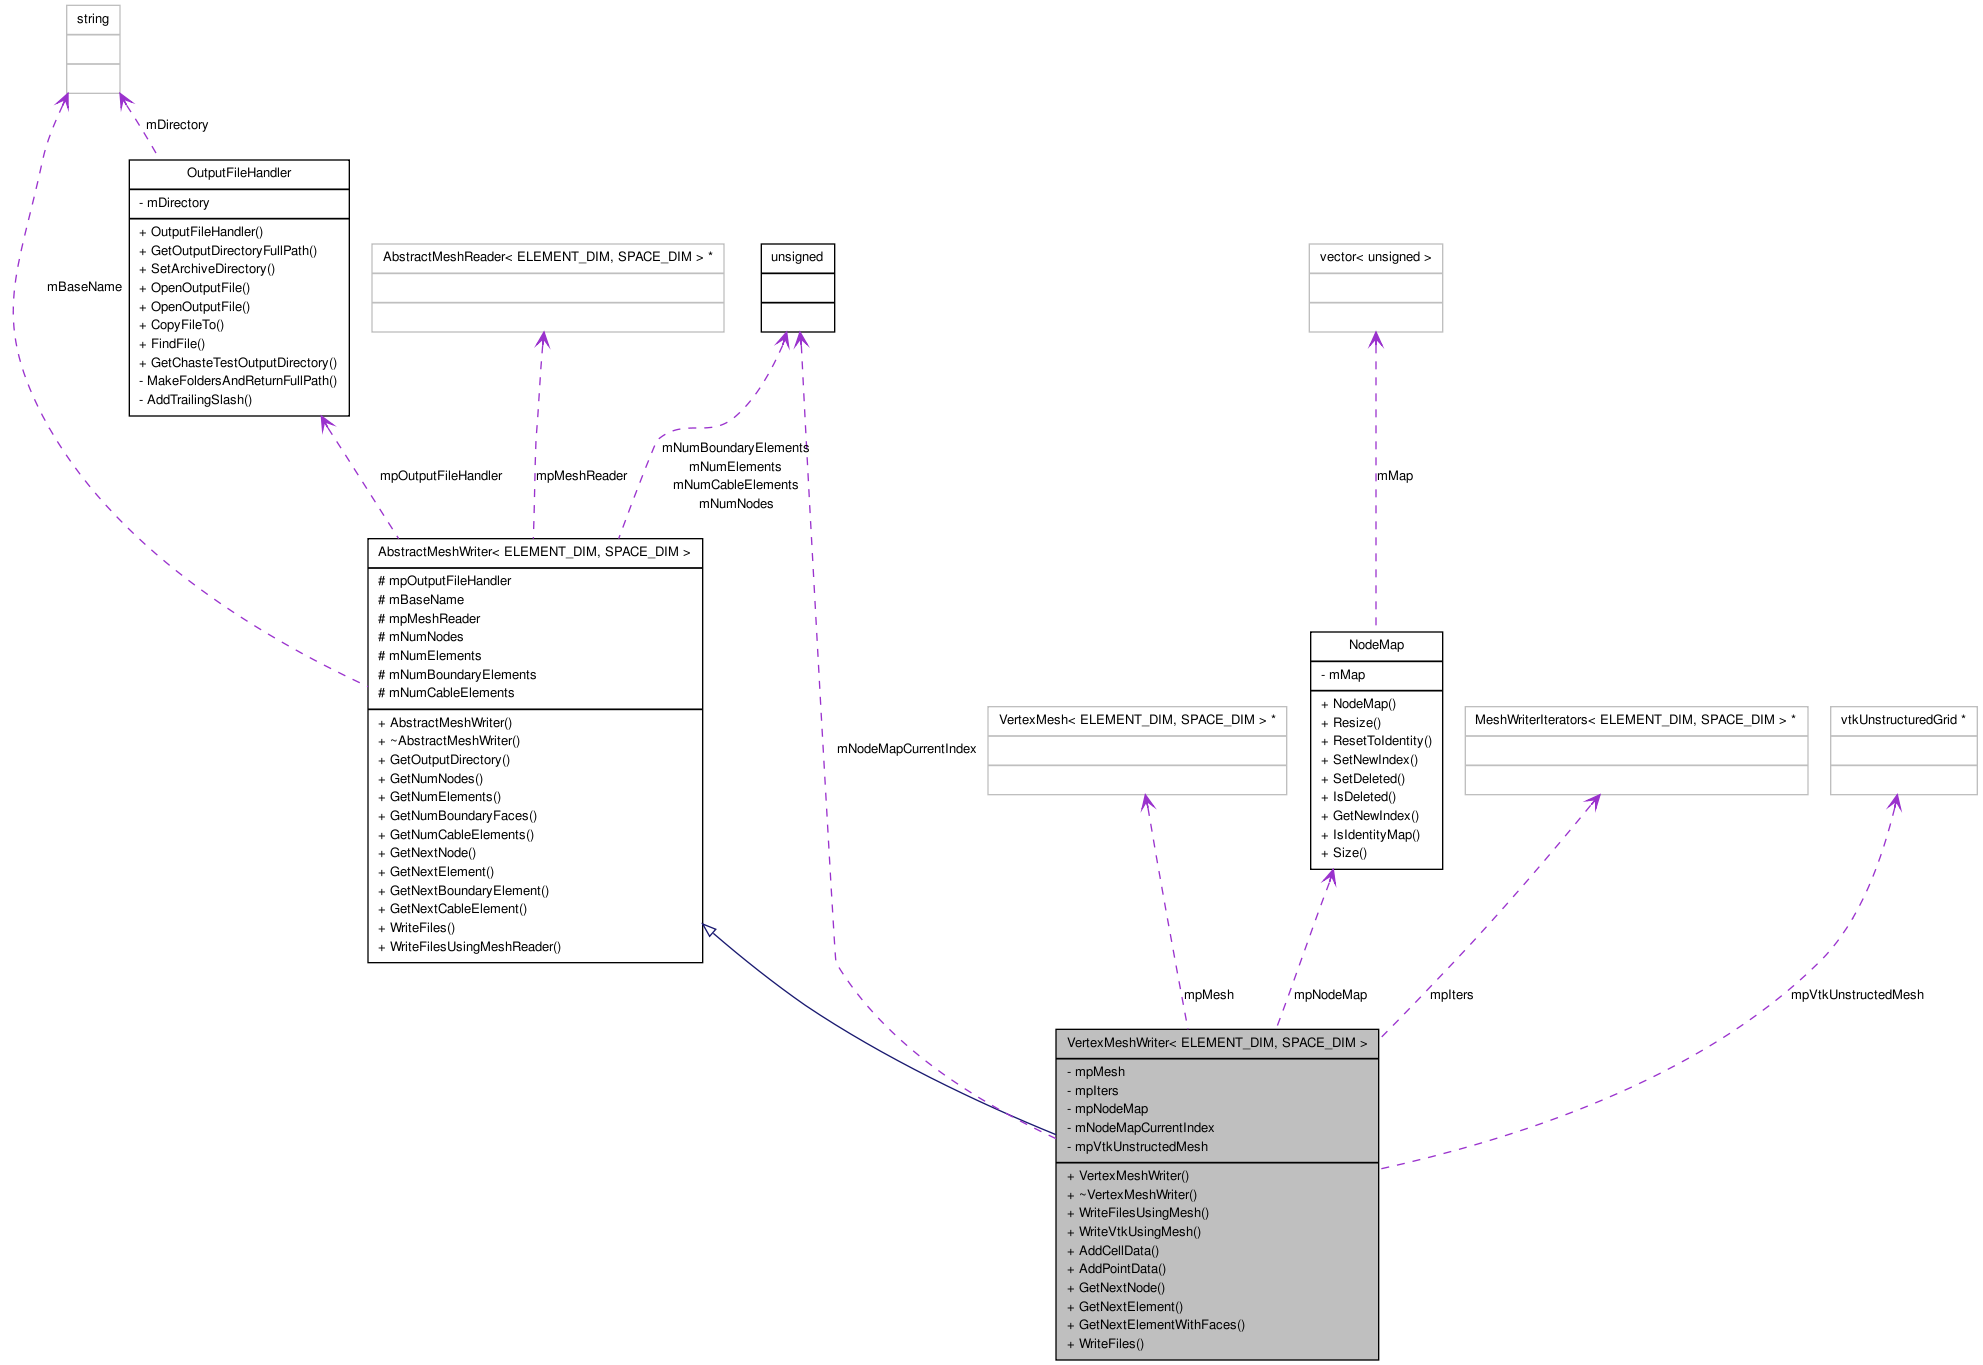 string
mDirectory
OutputFileHandler
- mDirectory
+ OutputFileHandler()
+ GetOutputDirectoryFullPath()
+ SetArchiveDirectory()
+ OpenOutputFile()
+ OpenOutputFile()
+ CopyFileTo()
+ FindFile()
+ GetChasteTestOutputDirectory()
- MakeFoldersAndReturnFullPath()
- AddTrailingSlash()
mBaseName
AbstractMeshReader< ELEMENT_DIM, SPACE_DIM > *
unsigned
vector< unsigned >
mpOutputFileHandler
mpMeshReader
mNumBoundaryElements
mNumElements
mNumCableElements
mNumNodes
mMap
AbstractMeshWriter< ELEMENT_DIM, SPACE_DIM >
# mpOutputFileHandler
# mBaseName
# mpMeshReader
# mNumNodes
# mNumElements
# mNumBoundaryElements
# mNumCableElements
+ AbstractMeshWriter()
+ ~AbstractMeshWriter()
+ GetOutputDirectory()
+ GetNumNodes()
+ GetNumElements()
+ GetNumBoundaryFaces()
+ GetNumCableElements()
+ GetNextNode()
+ GetNextElement()
+ GetNextBoundaryElement()
+ GetNextCableElement()
+ WriteFiles()
+ WriteFilesUsingMeshReader()
mNodeMapCurrentIndex
VertexMesh< ELEMENT_DIM, SPACE_DIM > *
NodeMap
- mMap
+ NodeMap()
+ Resize()
+ ResetToIdentity()
+ SetNewIndex()
+ SetDeleted()
+ IsDeleted()
+ GetNewIndex()
+ IsIdentityMap()
+ Size()
MeshWriterIterators< ELEMENT_DIM, SPACE_DIM > *
vtkUnstructuredGrid *
mpMesh
mpNodeMap
mpIters
mpVtkUnstructedMesh
VertexMeshWriter< ELEMENT_DIM, SPACE_DIM >
- mpMesh
- mpIters
- mpNodeMap
- mNodeMapCurrentIndex
- mpVtkUnstructedMesh
+ VertexMeshWriter()
+ ~VertexMeshWriter()
+ WriteFilesUsingMesh()
+ WriteVtkUsingMesh()
+ AddCellData()
+ AddPointData()
+ GetNextNode()
+ GetNextElement()
+ GetNextElementWithFaces()
+ WriteFiles()